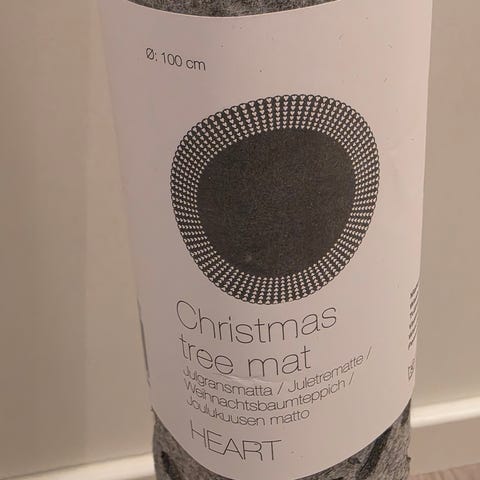 Ø: 100 cm
Christmas
tree mat
Julgransmatta / Juletrematte /
Weihnachtsbaumteppich /
Joulukuusen matto
HEART